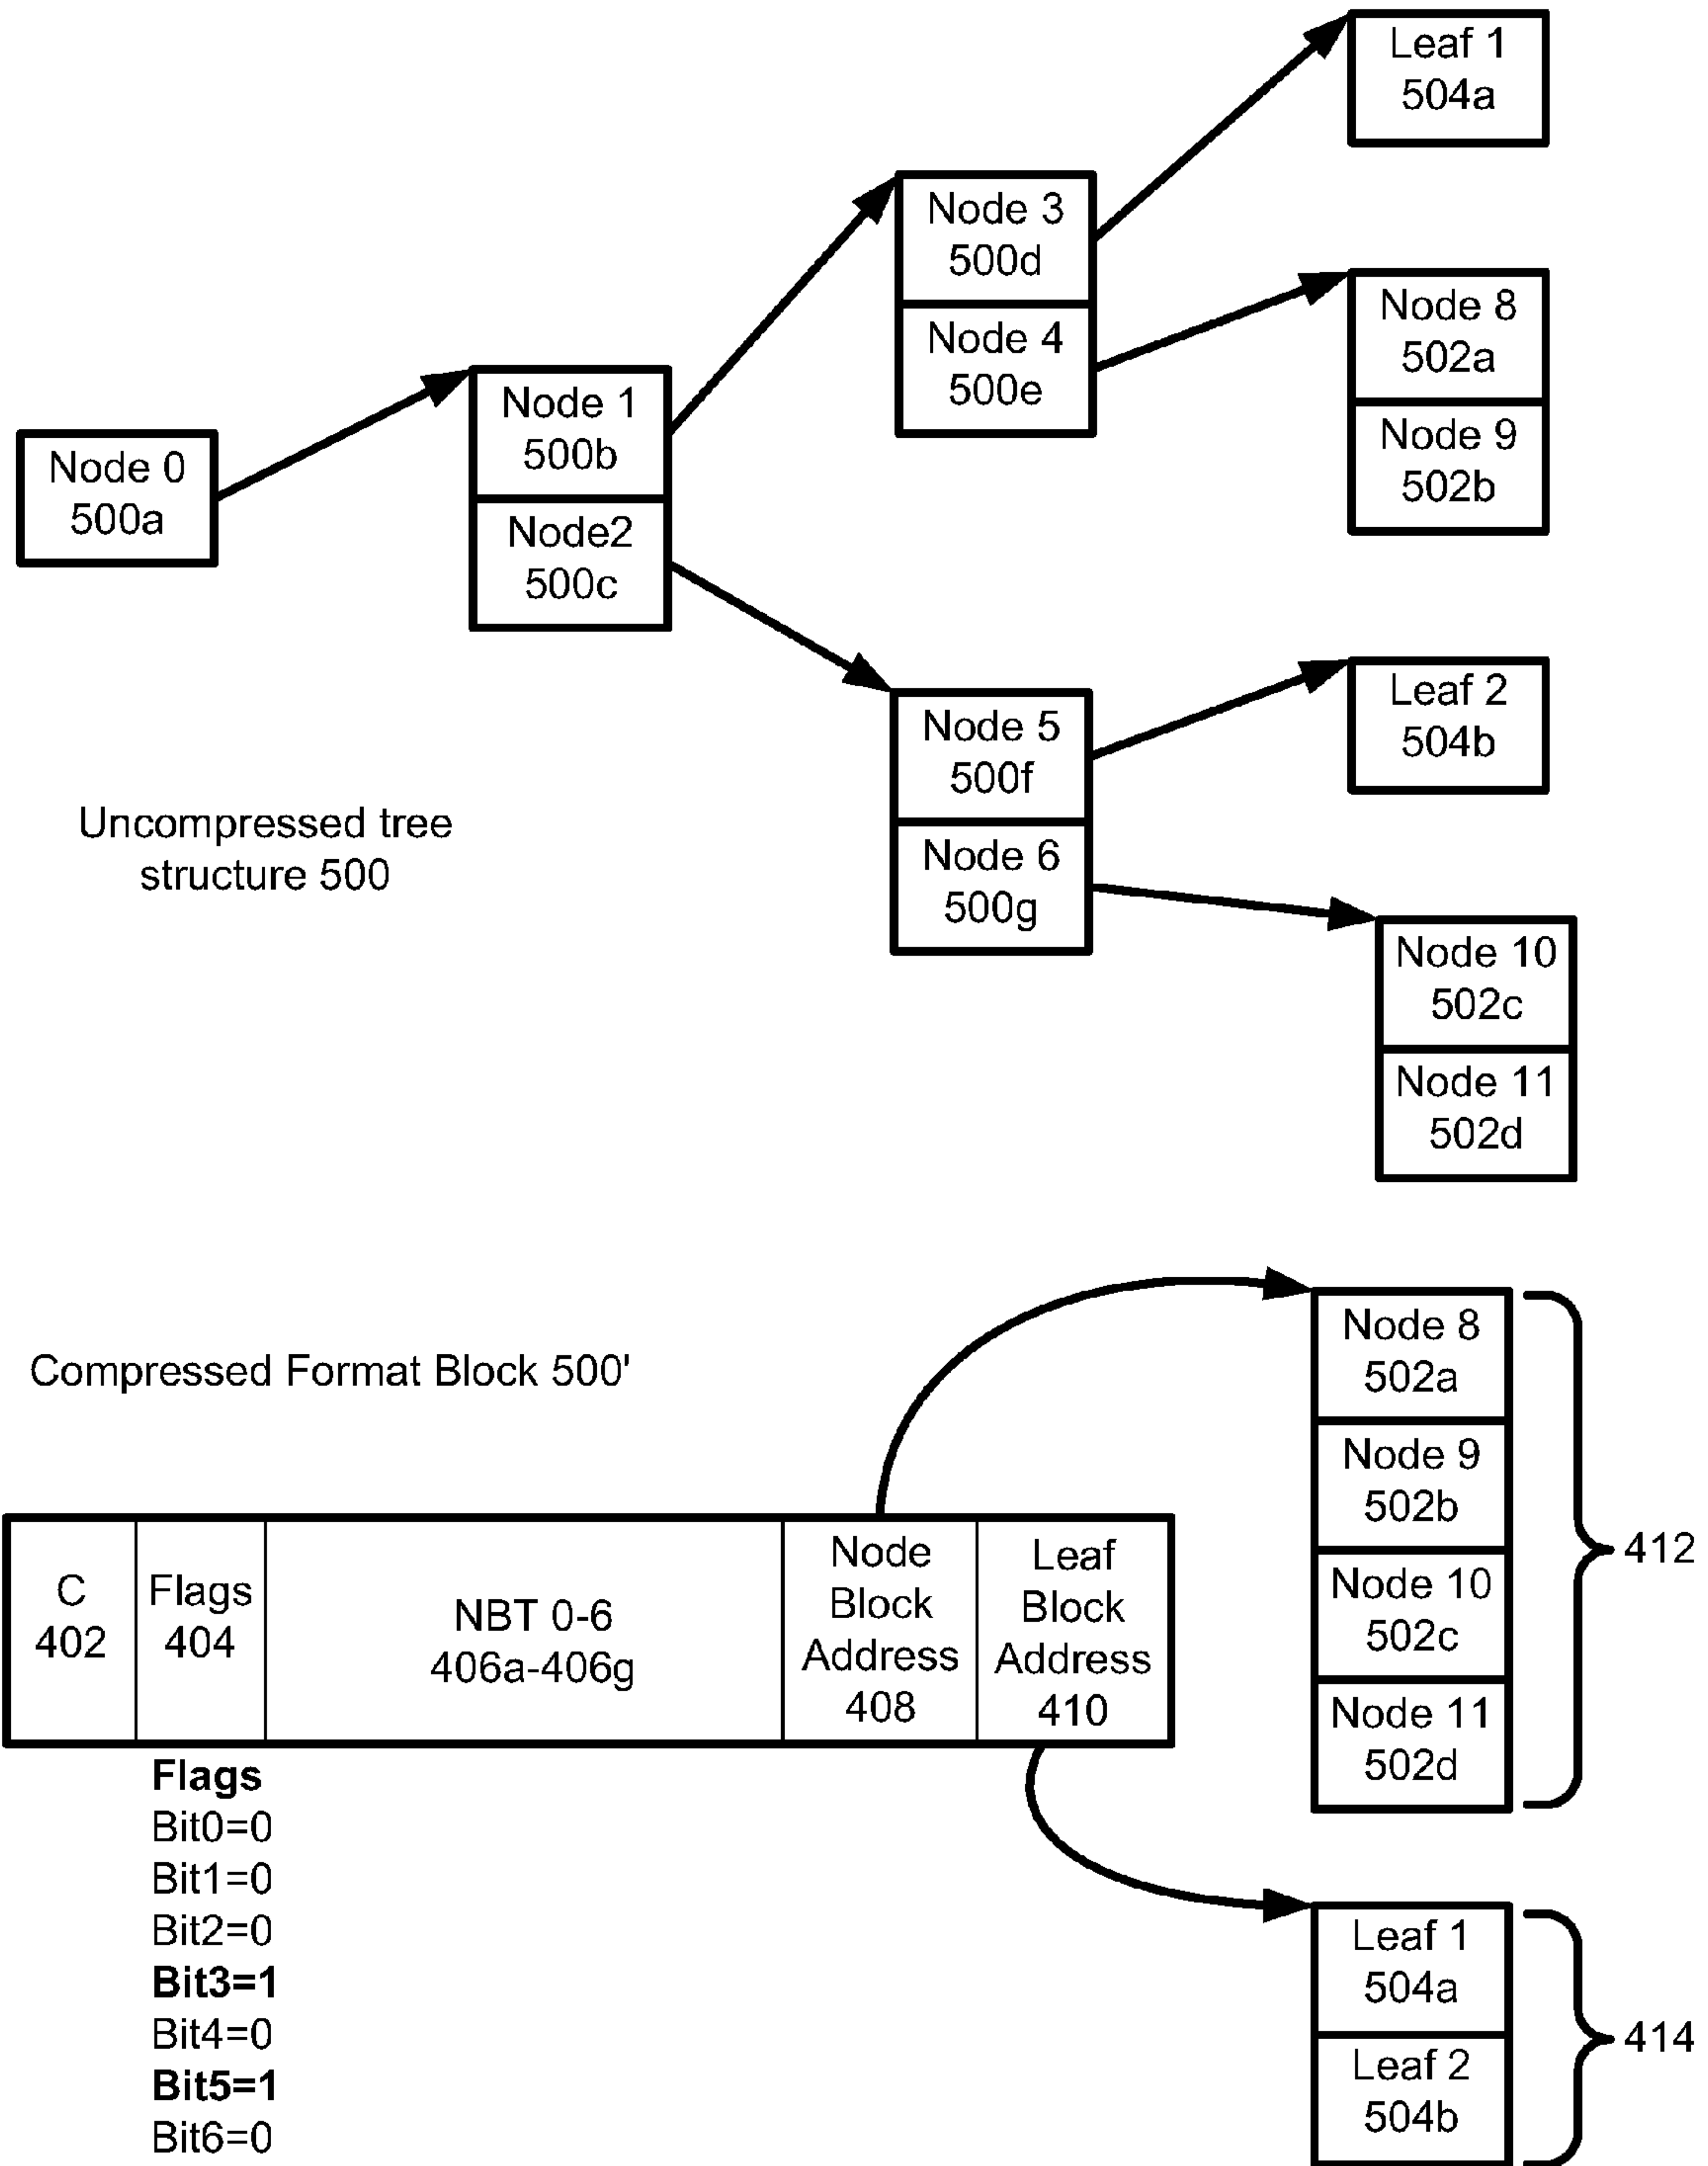 Leaf 1
504a
Node 3
500d
Node 4
500e
Node 8
502a
Node 9
502b
Node 1
500b
Node2
500c
Node 0
500a
Leaf 2
504b
Node 5
500f
Node 6
500g
Uncompressed tree
structure 500
Node 10
502c
Node 11
502d
Compressed Format Block 500'
Node 8
502a
Node 9
502b
Node 10
502c
Node 11
502d
412
C
402
Flags
404
NBT 0-6
406a-406g
Node
Block
Address
408
Leaf
Block
Address
410
Flags
Bit0=0
Bit1=0
Bit2=0
Bit3=1
Bit4=0
Bit5=1
Bit6=0
Leaf 1
504a
Leaf 2
504b
414